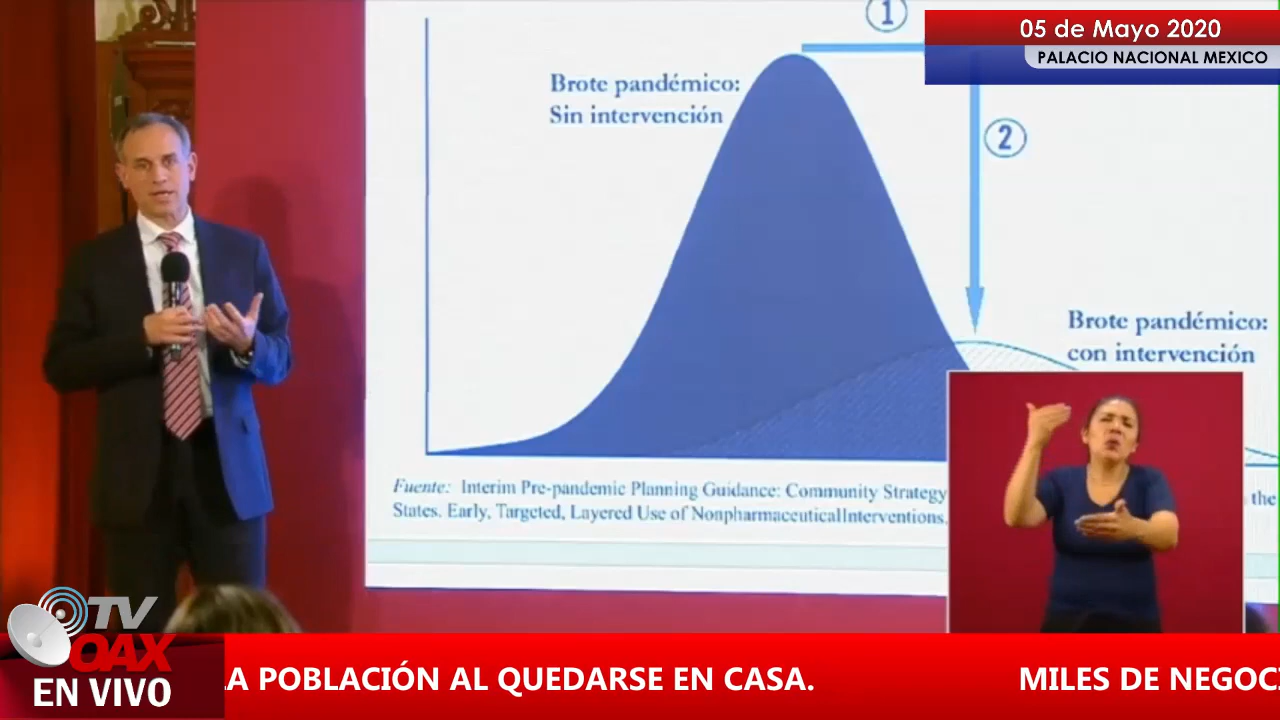 1
05 de Mayo 2020
PALACIO NACIONAL MEXICO
Brote pandémico:
Sin intervención
2
Brote pandémico:
con intervención
Fuente: Interim Pre-pandemic Planning Guidance: Community Strategy
the
States. Early, Targeted, Layered Use of NonpharmaceuticalInterventions.
TV
OAX
EN VIVO
LA POBLACIÓN AL QUEDARSE EN CASA. MILES DE NEGOCI